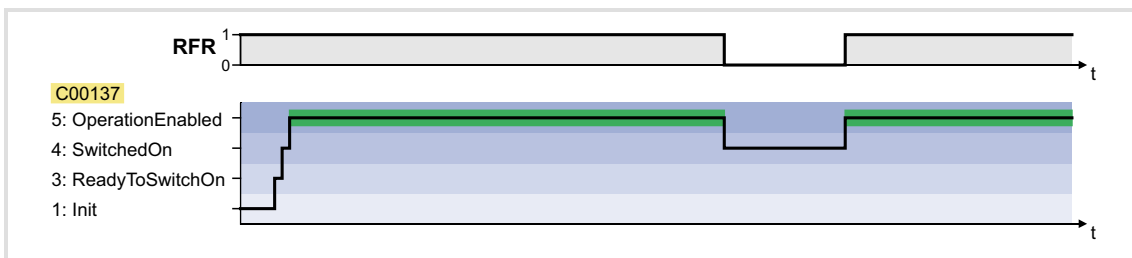 RFR
1
0
t
C00137
5: OperationEnabled
4: SwitchedOn
3: ReadyToSwitchOn
1: Init
t